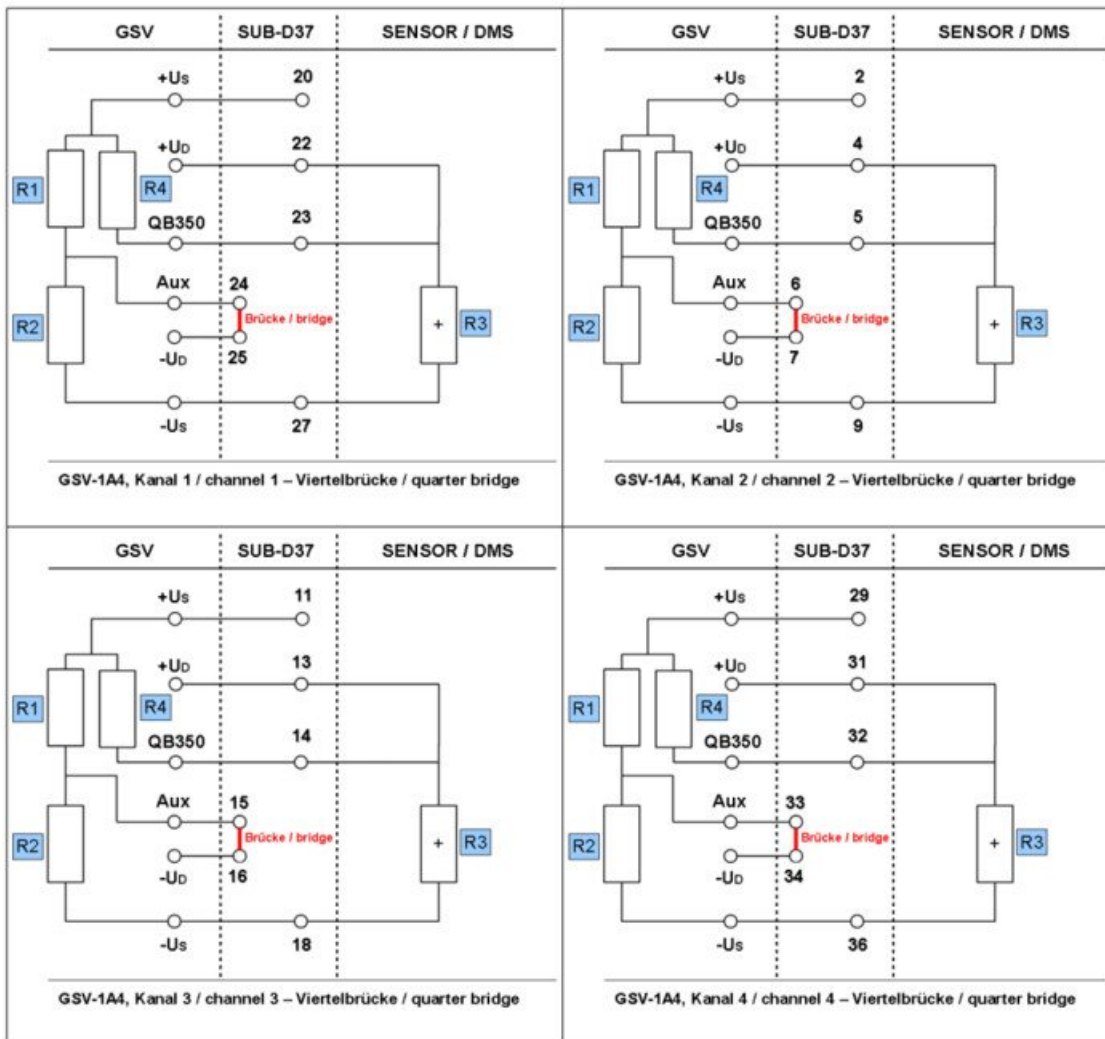 GSV SUB-D37 SENSOR / DMS
+Us 20
+UD 22
R1 R4
QB350 23
Aux 24
Brücke / bridge
R2 + R3
-UD 25
-Us 27
GSV-1A4, Kanal 1 / channel 1 – Viertelbrücke / quarter bridge
GSV SUB-D37 SENSOR / DMS
+Us 2
+UD 4
R1 R4
QB350 5
Aux 6
Brücke / bridge
R2 + R3
-UD 7
-Us 9
GSV-1A4, Kanal 2 / channel 2 – Viertelbrücke / quarter bridge
GSV SUB-D37 SENSOR / DMS
+Us 11
+UD 13
R1 R4
QB350 14
Aux 15
Brücke / bridge
R2 + R3
-UD 16
-Us 18
GSV-1A4, Kanal 3 / channel 3 – Viertelbrücke / quarter bridge
GSV SUB-D37 SENSOR / DMS
+Us 29
+UD 31
R1 R4
QB350 32
Aux 33
Brücke / bridge
R2 + R3
-UD 34
-Us 36
GSV-1A4, Kanal 4 / channel 4 – Viertelbrücke / quarter bridge